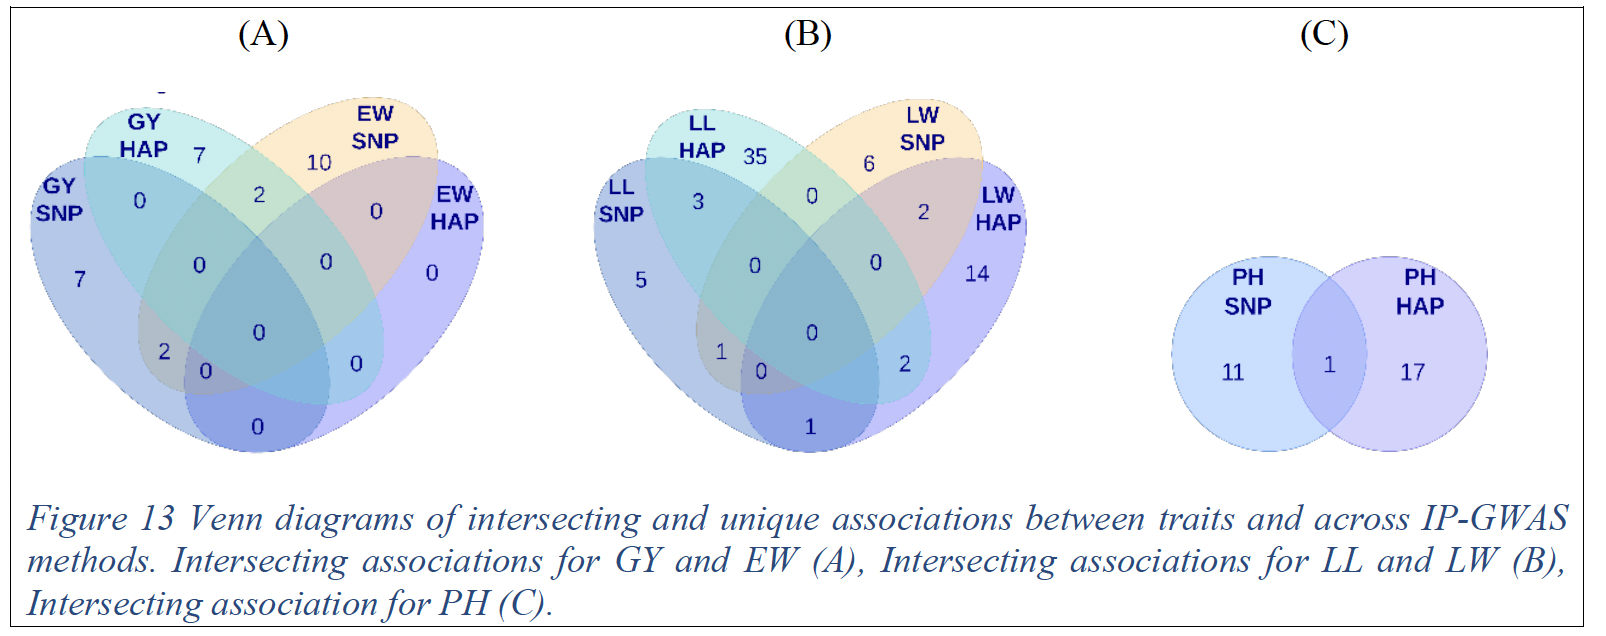 (A)
(B)
(C)
GY
HAP
7
EW
SNP
10
GY
SNP
0
2
0
EW
HAP
7
0
0
0
0
2
0
0
0
LL
HAP
35
LW
SNP
6
LL
SNP
3
0
2
LW
HAP
5
0
0
14
0
1
0
2
1
PH
SNP
PH
HAP
11
1
17
Figure 13 Venn diagrams of intersecting and unique associations between traits and across IP-GWAS
methods. Intersecting associations for GY and EW (A), Intersecting associations for LL and LW (B),
Intersecting association for PH (C).